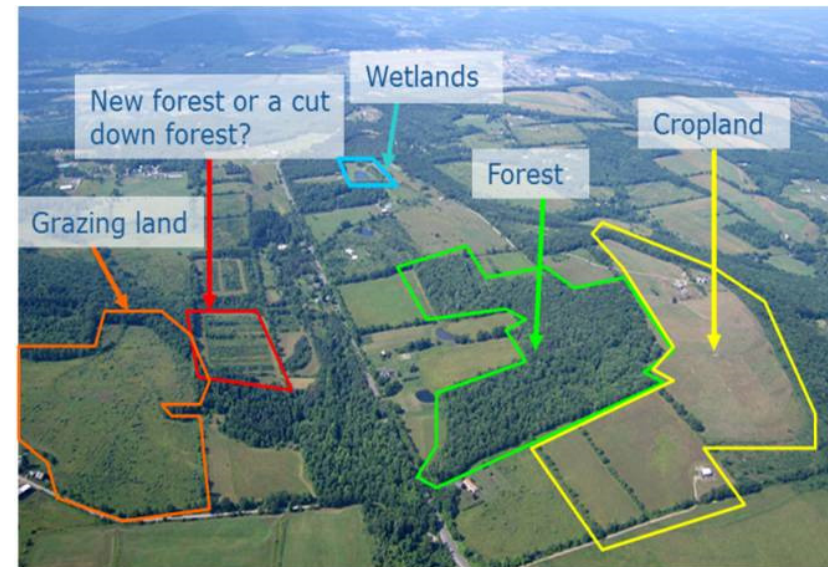 Wetlands
New forest or a cut
down forest?
Cropland
Forest
Grazing land